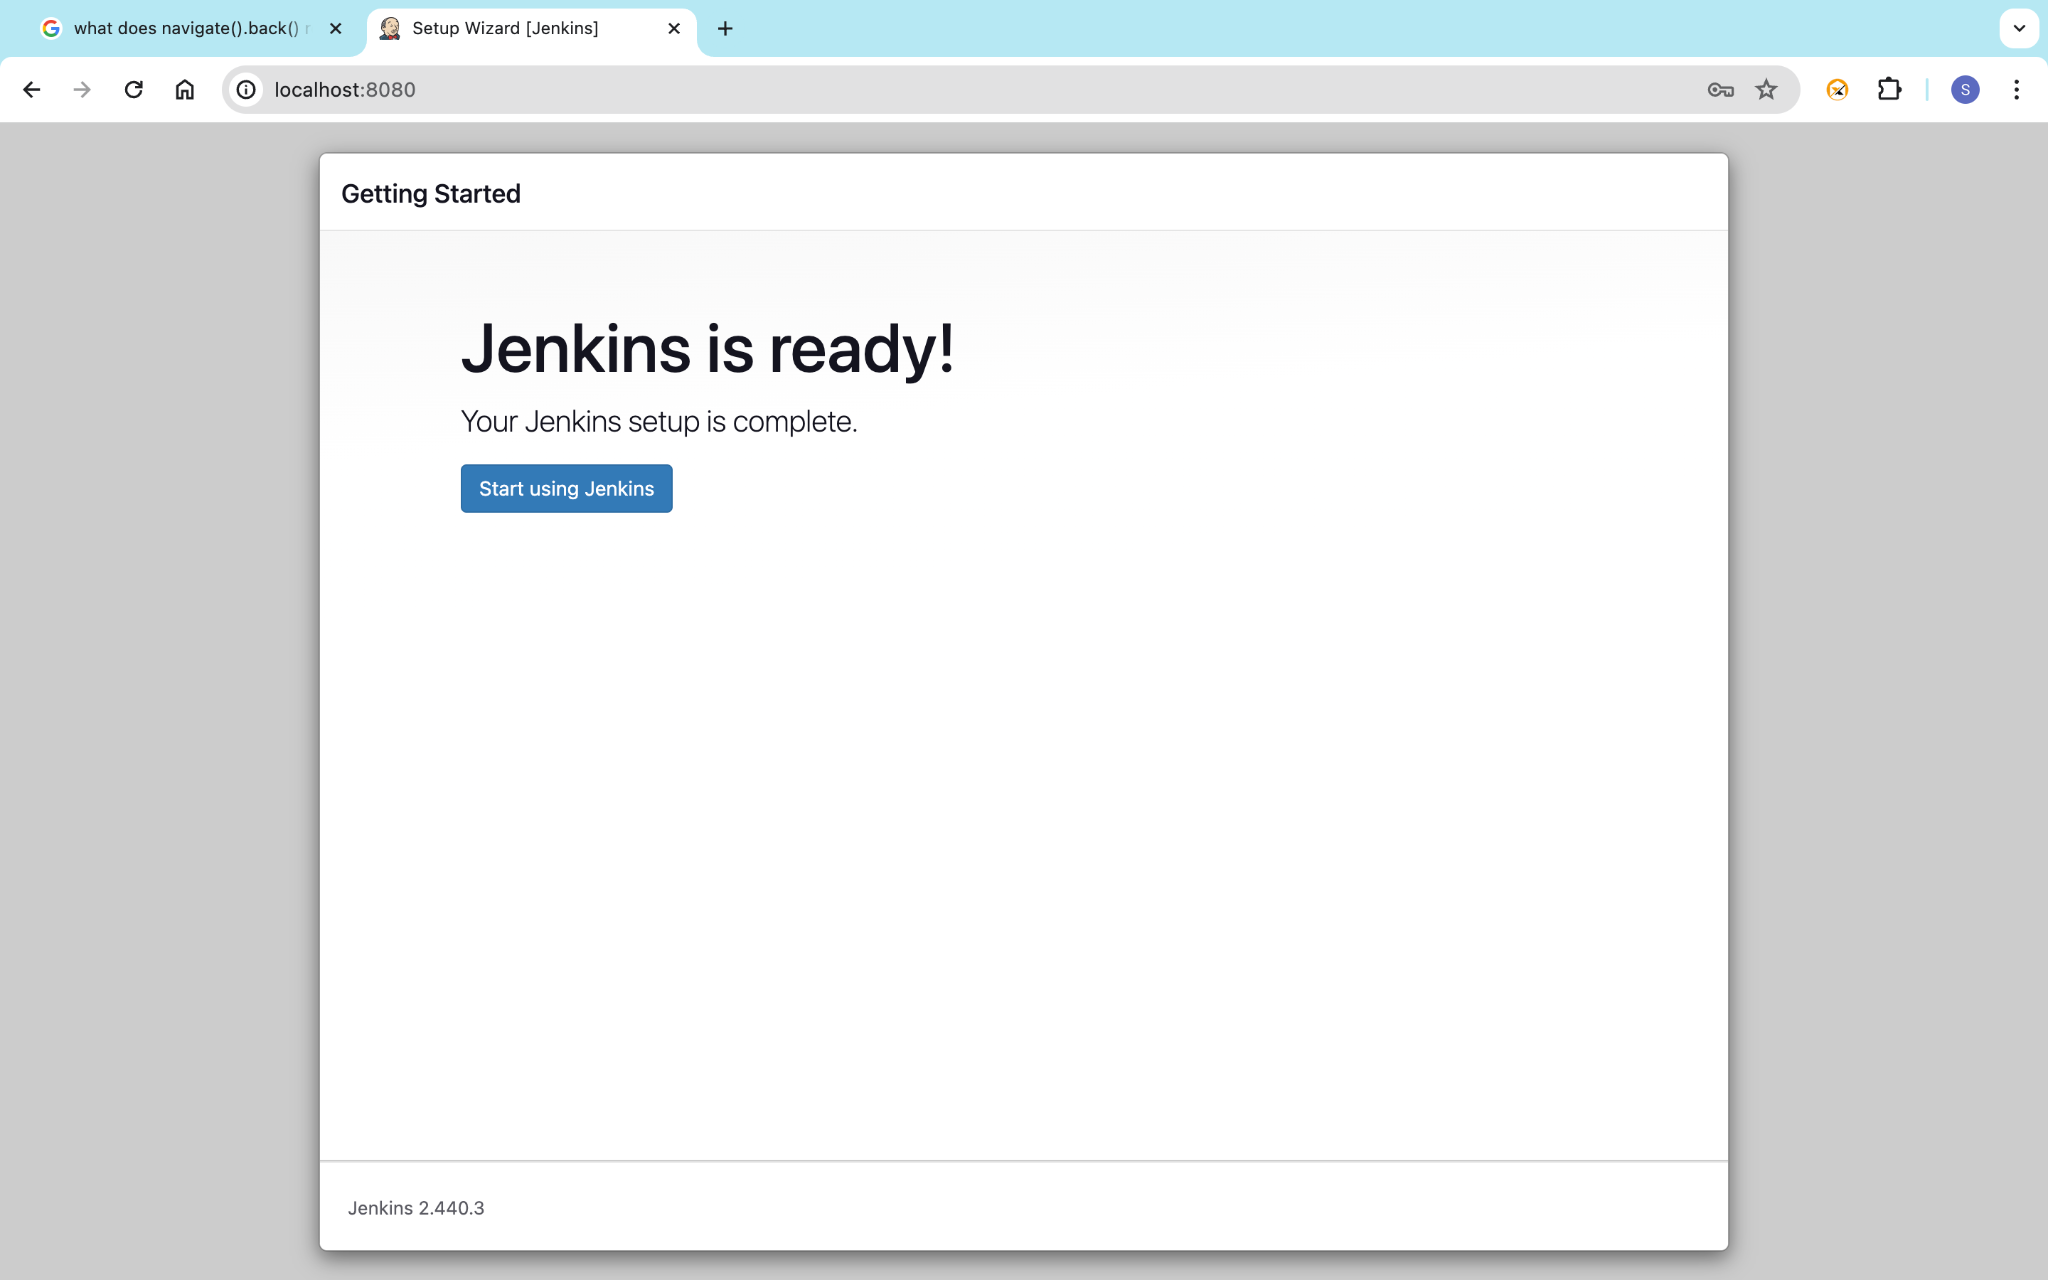 what does navigate().back()
Setup Wizard [Jenkins]
localhost:8080
S
Getting Started
Jenkins is ready!
Your Jenkins setup is complete.
Start using Jenkins
Jenkins 2.440.3